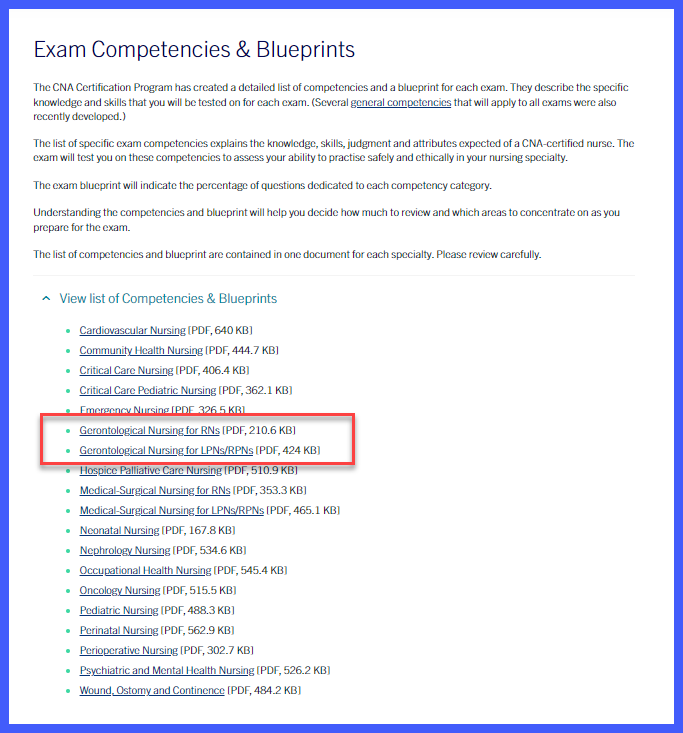 Exam Competencies & Blueprints
The CNA Certification Program has created a detailed list of competencies and a blueprint for each exam. They describe the specific
knowledge and skills that you will be tested on for each exam. (Several general competencies that will apply to all exams were also
recently developed.)
The list of specific exam competencies explains the knowledge, skills, judgment and attributes expected of a CNA-certified nurse. The
exam will test you on these competencies to assess your ability to practise safely and ethically in your nursing specialty.
The exam blueprint will indicate the percentage of questions dedicated to each competency category.
Understanding the competencies and blueprint will help you decide how much to review and which areas to concentrate on as you
prepare for the exam.
The list of competencies and blueprint are contained in one document for each specialty. Please review carefully.
View list of Competencies & Blueprints
Cardiovascular Nursing [PDF, 640 KB]
Community Health Nursing [PDF, 444.7 KB]
Critical Care Nursing [PDF, 406.4 KB]
Critical Care Pediatric Nursing [PDF, 362.1 KB]
Emergency Nursing [PDF, 326.5 KB]
Gerontological Nursing for RNs [PDF, 210.6 KB]
Gerontological Nursing for LPNs/RPNs [PDF, 424 KB]
Hospice Palliative Care Nursing [PDF, 510.9 KB]
Medical-Surgical Nursing for RNs [PDF, 353.3 KB]
Medical-Surgical Nursing for LPNs/RPNs [PDF, 465.1 KB]
Neonatal Nursing [PDF, 167.8 KB]
Nephrology Nursing [PDF, 534.6 KB]
Occupational Health Nursing [PDF, 545.4 KB]
Oncology Nursing [PDF, 515.5 KB]
Pediatric Nursing [PDF, 488.3 KB]
Perinatal Nursing [PDF, 562.9 KB]
Perioperative Nursing [PDF, 302.7 KB]
Psychiatric and Mental Health Nursing [PDF, 526.2 KB]
Wound, Ostomy and Continence [PDF, 484.2 KB]